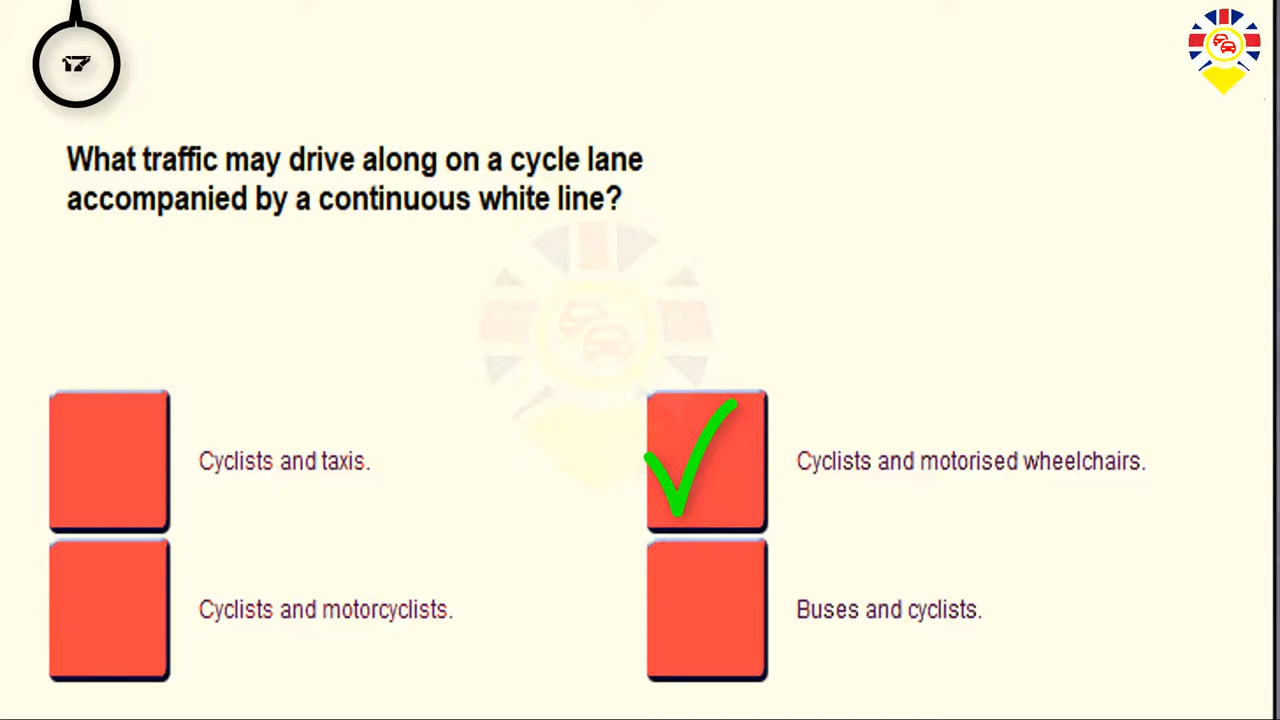 17
What traffic may drive along on a cycle lane
accompanied by a continuous white line?
Cyclists and taxis.
Cyclists and motorised wheelchairs.
Cyclists and motorcyclists.
Buses and cyclists.